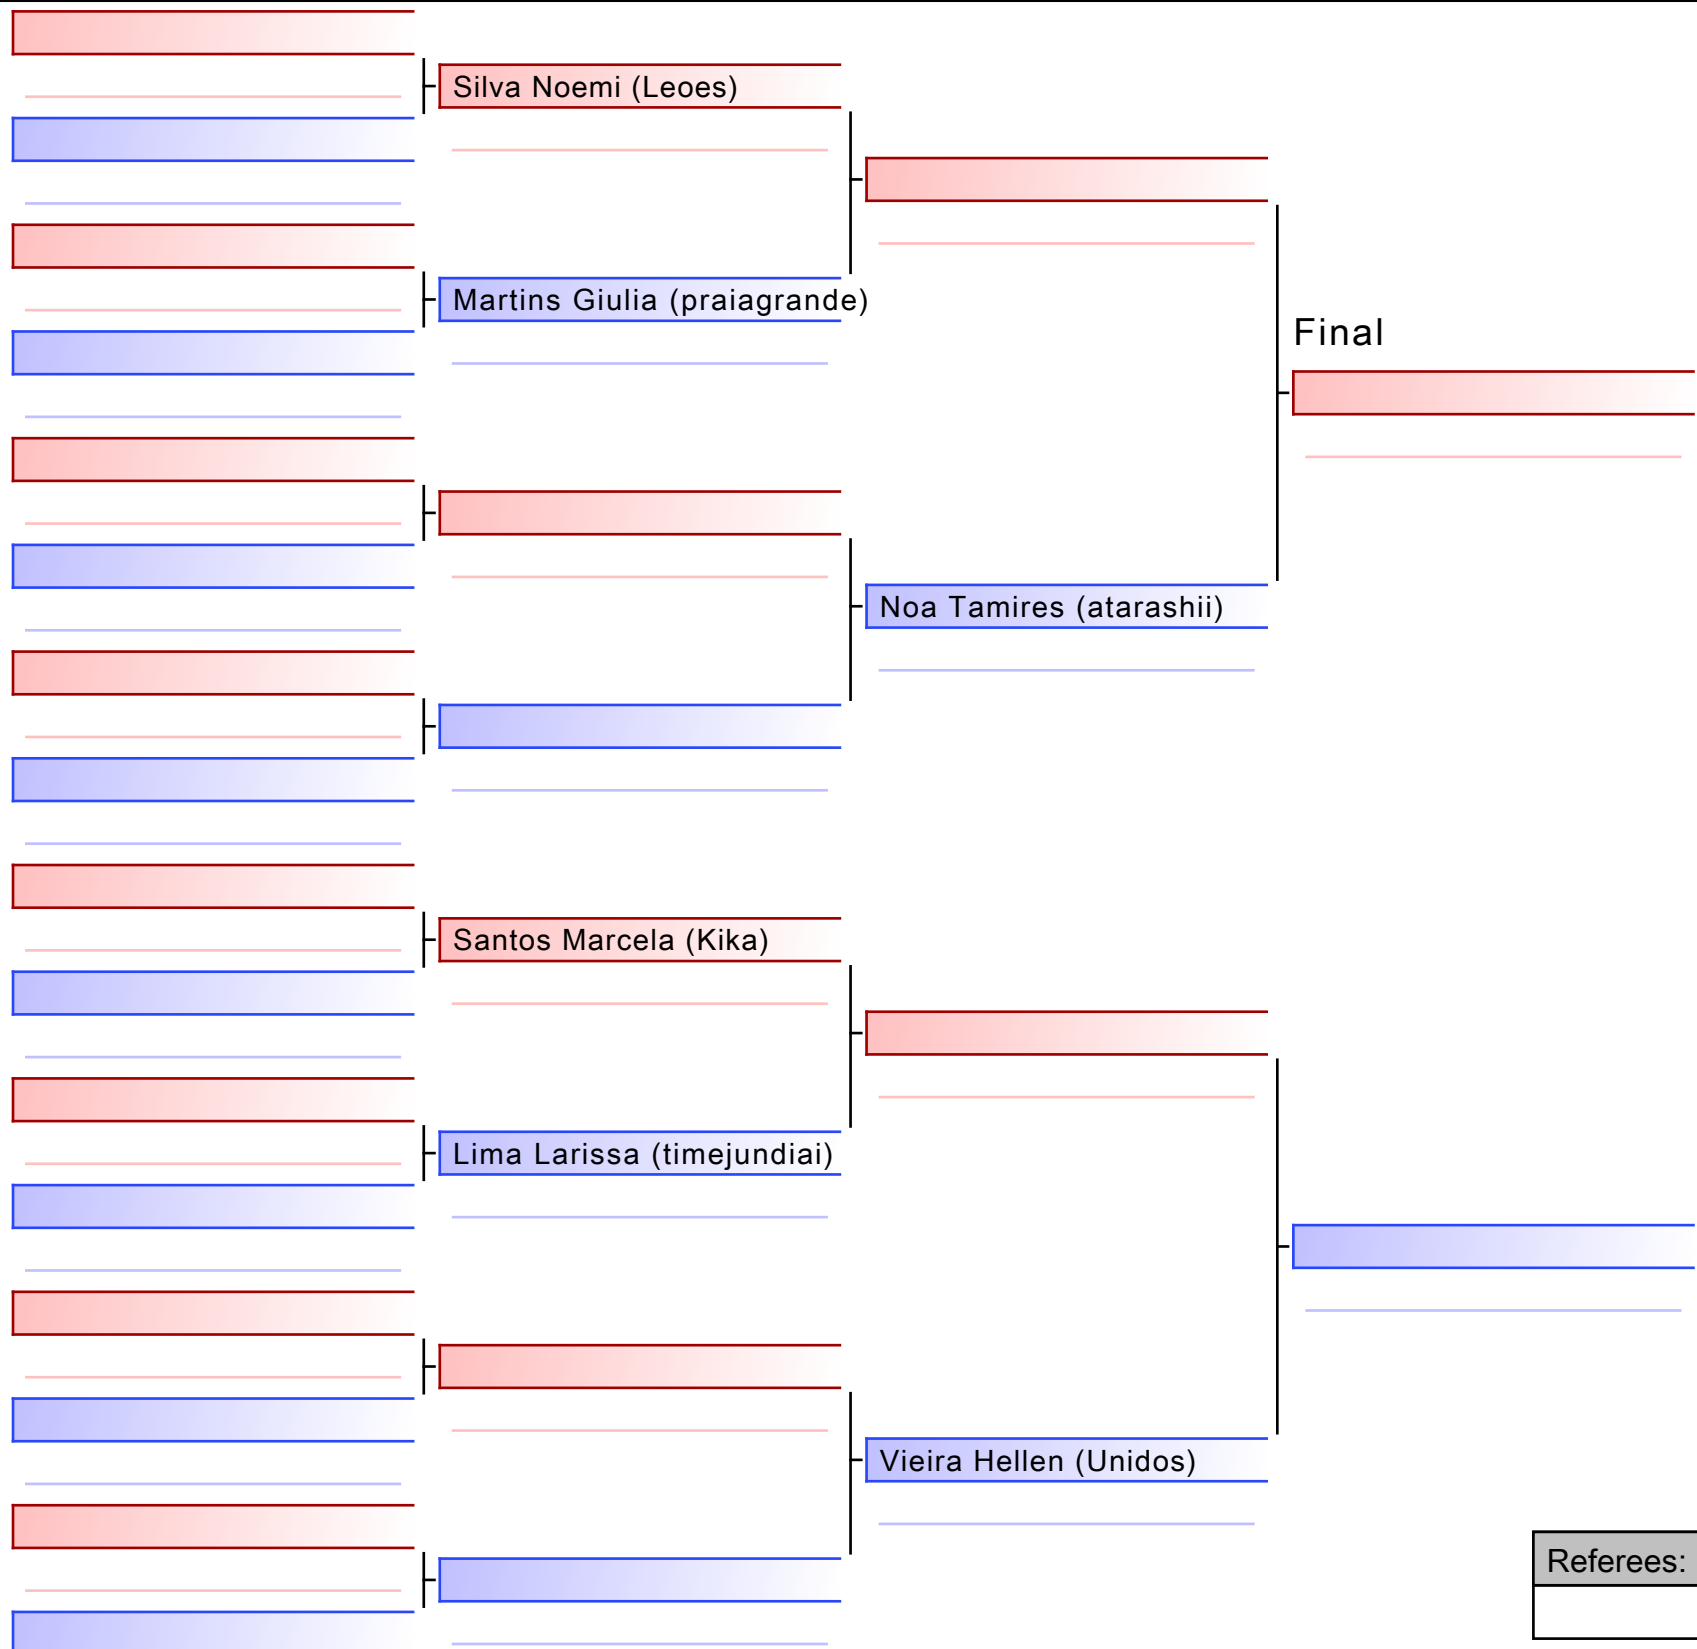 Silva Noemi (Leoes)
Martins Giulia (praiagrande)
Final
Noa Tamires (atarashii)
Santos Marcela (Kika)
Lima Larissa (timejundiai)
Vieira Hellen (Unidos)
Referees: